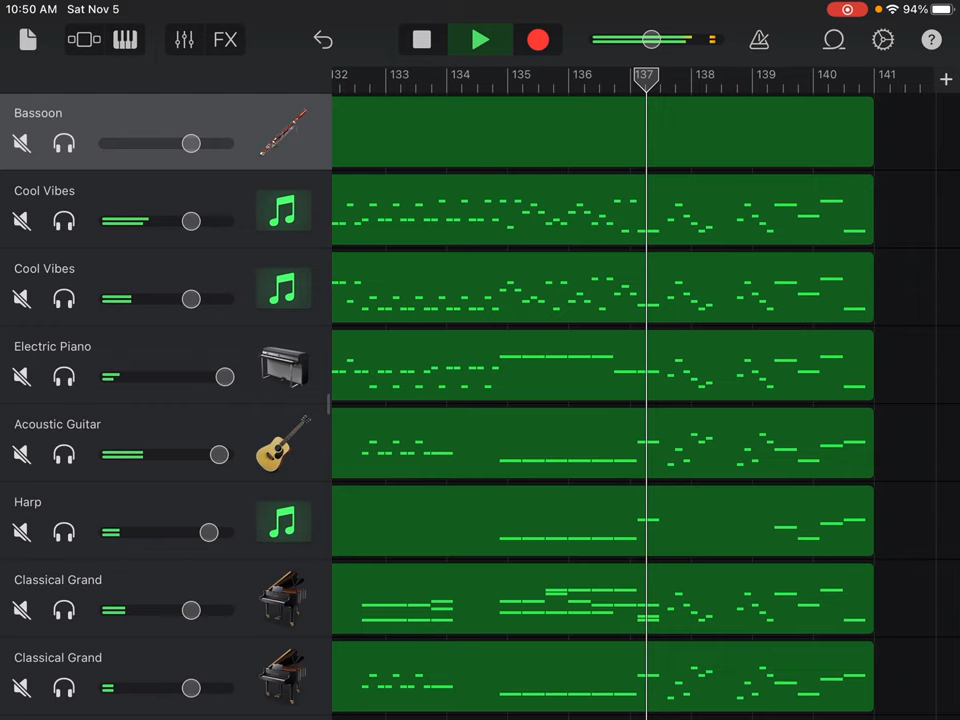 10:50 AM Sat Nov 5 94%
FX ?
132 133 134 135 136 137 138 139 140 141 +
Bassoon
Cool Vibes
Cool Vibes
Electric Piano
Acoustic Guitar
Harp
Classical Grand
Classical Grand